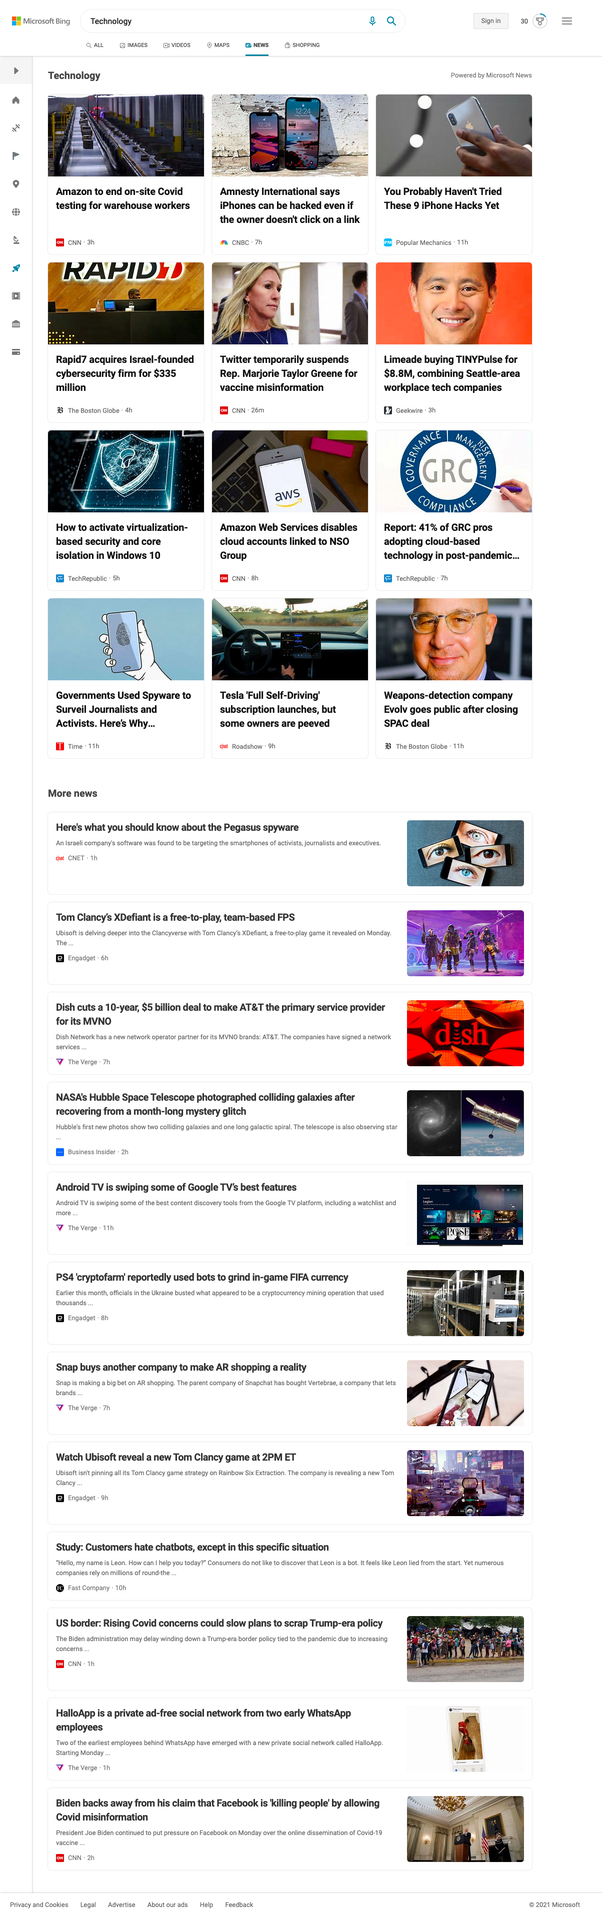 Microsoft Bing
Technology
Sign in
30
ALL
IMAGES
VIDEOS
MAPS
NEWS
SHOPPING
Technology
Powered by Microsoft News
Amazon to end on-site Covid
testing for warehouse workers
CNN · 3h
Amnesty International says
iPhones can be hacked even if
the owner doesn't click on a link
CNBC · 7h
You Probably Haven't Tried
These 9 iPhone Hacks Yet
Popular Mechanics · 11h
RAPID7
Rapid7 acquires Israel-founded
cybersecurity firm for $335
million
The Boston Globe · 4h
Twitter temporarily suspends
Rep. Marjorie Taylor Greene for
vaccine misinformation
CNN · 26m
Limeade buying TINYPulse for
$8.8M, combining Seattle-area
workplace tech companies
Geekwire · 3h
How to activate virtualization-
based security and core
isolation in Windows 10
TechRepublic · 5h
aws
Amazon Web Services disables
cloud accounts linked to NSO
Group
CNN · 8h
GOVERNANCE
RISK
MANAGEMENT
GRC
COMPLIANCE
Report: 41% of GRC pros
adopting cloud-based
technology in post-pandemic...
TechRepublic · 7h
Governments Used Spyware to
Surveil Journalists and
Activists. Here's Why...
Time · 11h
Tesla 'Full Self-Driving'
subscription launches, but
some owners are peeved
Roadshow · 9h
Weapons-detection company
Evolv goes public after closing
SPAC deal
The Boston Globe · 11h
More news
Here's what you should know about the Pegasus spyware
An Israeli company's software was found to be targeting the smartphones of activists, journalists and executives.
CNET · 1h
Tom Clancy's XDefiant is a free-to-play, team-based FPS
Ubisoft is delving deeper into the Clancyverse with Tom Clancy's XDefiant, a free-to-play game it revealed on Monday.
The ...
Engadget · 6h
Dish cuts a 10-year, $5 billion deal to make AT&T the primary service provider
for its MVNO
Dish Network has a new network operator partner for its MVNO brands: AT&T. The companies have signed a network
services ...
The Verge · 7h
dish
NASA's Hubble Space Telescope photographed colliding galaxies after
recovering from a month-long mystery glitch
Hubble's first new photos show two colliding galaxies and one long galactic spiral. The telescope is also observing star
...
Business Insider · 2h
Android TV is swiping some of Google TV's best features
Android TV is swiping some of the best content discovery tools from the Google TV platform, including a watchlist and
more ...
The Verge · 11h
PS4 'cryptofarm' reportedly used bots to grind in-game FIFA currency
Earlier this month, officials in the Ukraine busted what appeared to be a cryptocurrency mining operation that used
thousands ...
Engadget · 8h
Snap buys another company to make AR shopping a reality
Snap is making a big bet on AR shopping. The parent company of Snapchat has bought Vertebrae, a company that lets
brands ...
The Verge · 7h
Watch Ubisoft reveal a new Tom Clancy game at 2PM ET
Ubisoft isn't pinning all its Tom Clancy game strategy on Rainbow Six Extraction. The company is revealing a new Tom
Clancy ...
Engadget · 9h
Study: Customers hate chatbots, except in this specific situation
"Hello, my name is Leon. How can I help you today?" Consumers do not like to discover that Leon is a bot. It feels like Leon lied from the start. Yet numerous
companies rely on millions of round-the ...
Fast Company · 10h
US border: Rising Covid concerns could slow plans to scrap Trump-era policy
The Biden administration may delay winding down a Trump-era border policy tied to the pandemic due to increasing
concerns ...
CNN · 1h
HalloApp is a private ad-free social network from two early WhatsApp
employees
Two of the earliest employees behind WhatsApp have emerged with a new private social network called HalloApp.
Starting Monday ...
The Verge · 1h
Biden backs away from his claim that Facebook is 'killing people' by allowing
Covid misinformation
President Joe Biden continued to put pressure on Facebook on Monday over the online dissemination of Covid-19
vaccine ...
CNN · 2h
Privacy and Cookies
Legal
Advertise
About our ads
Help
Feedback
© 2021 Microsoft